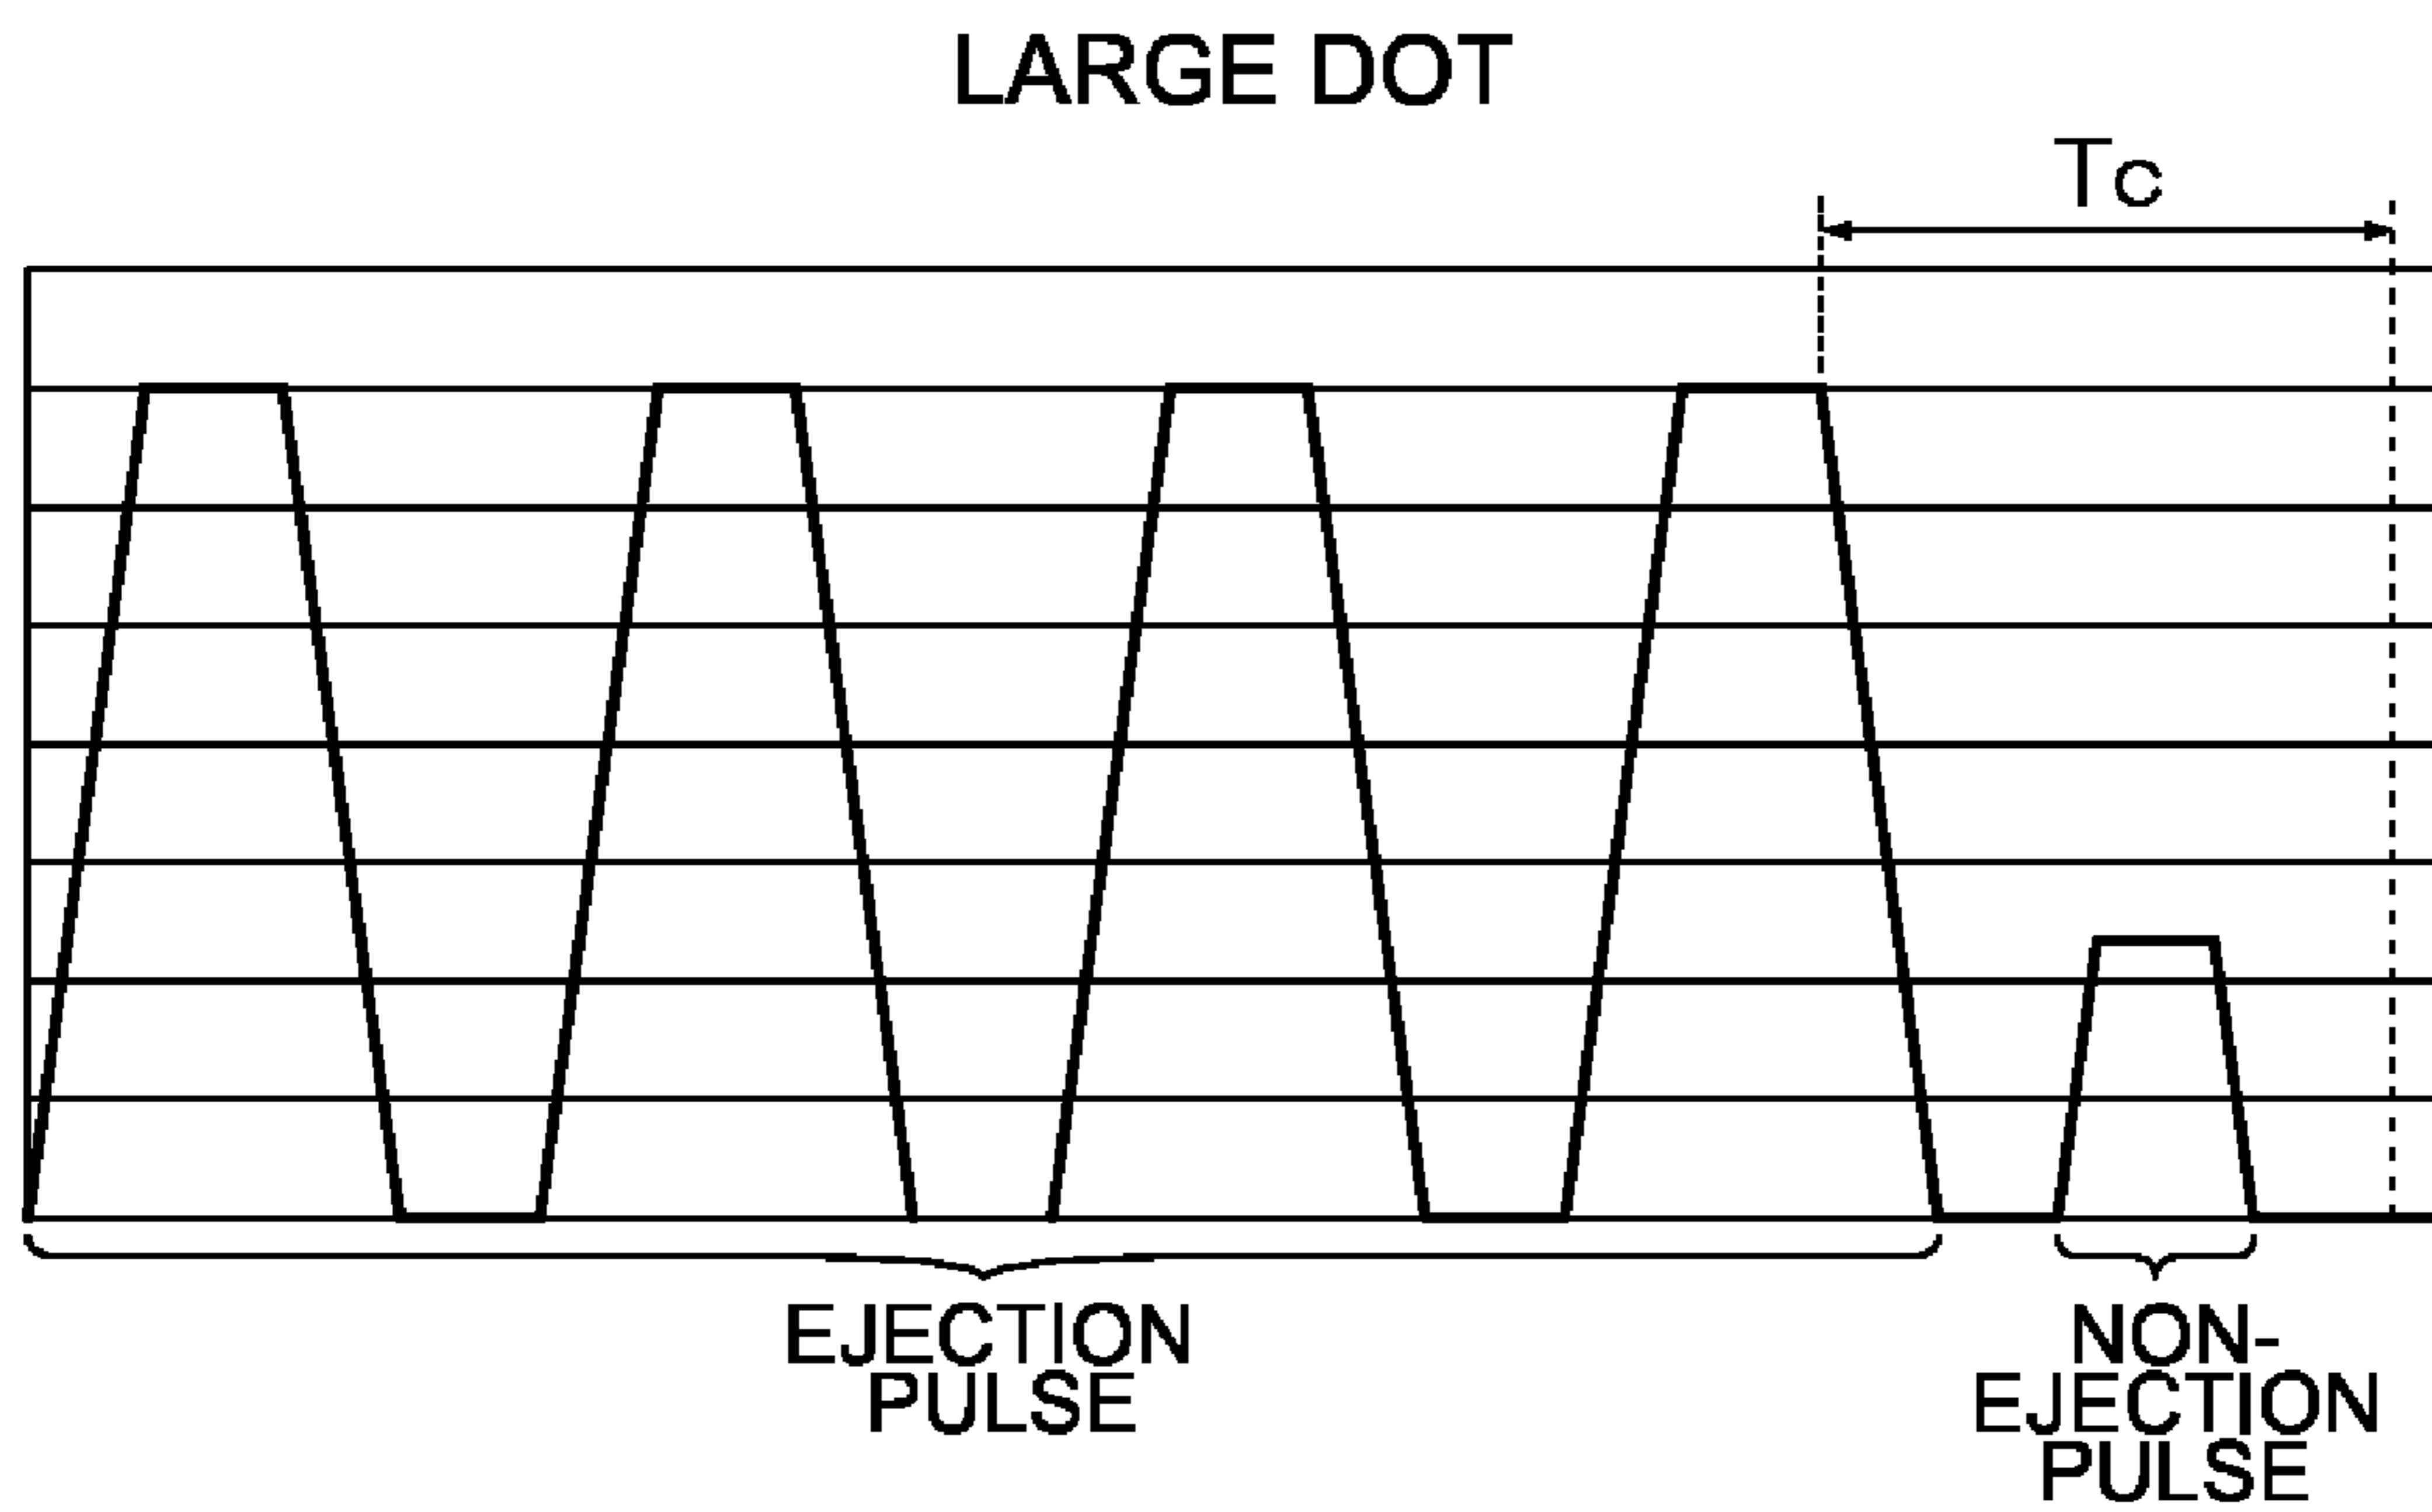 LARGE DOT
Tc
EJECTION
PULSE
NON-
EJECTION
PULSE